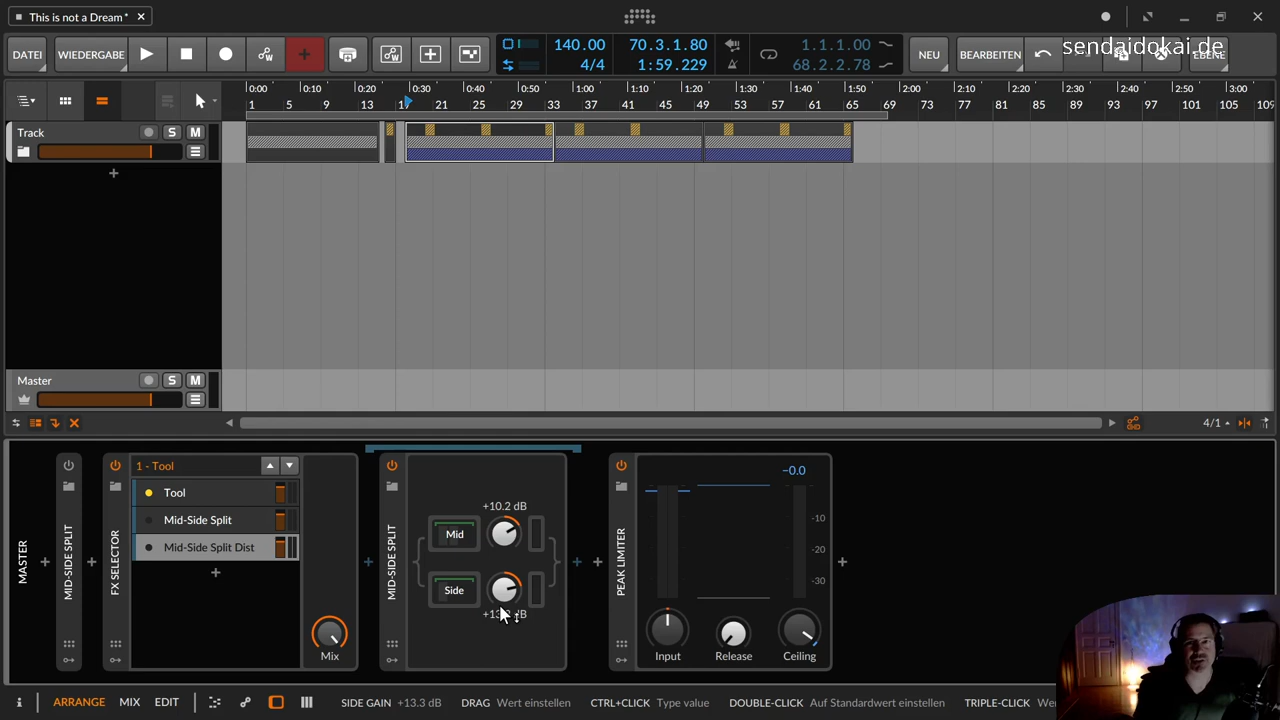 This is not a Dream*
sendaidokai.de
DATEI
WIEDERGABE
140.00
4/4
70.3.1.80
1:59.229
1.1.1.00
68.2.2.78
NEU
BEARBEITEN
EBENE
0:00 0:10 0:20 0:30 0:40 0:50 1:00 1:10 1:20 1:30 1:40 1:50 2:00 2:10 2:20 2:30 2:40 2:50 3:00
1 5 9 13 21 25 29 33 37 41 45 49 53 57 61 65 69 73 77 81 85 89 93 97 101 105
Track
S M
Master
S M
4/1
MASTER
MID-SIDE SPLIT
FX SELECTOR
1 - Tool
Tool
Mid-Side Split
Mid-Side Split Dist
Mix
MID-SIDE SPLIT
+10.2 dB
Mid
Side
PEAK LIMITER
−0.0
-10
-20
-30
Input
Release
Ceiling
i
ARRANGE
MIX
EDIT
SIDE GAIN +13.3 dB
DRAG Wert einstellen
CTRL+CLICK Type value
DOUBLE-CLICK Auf Standardwert einstellen
TRIPLE-CLICK